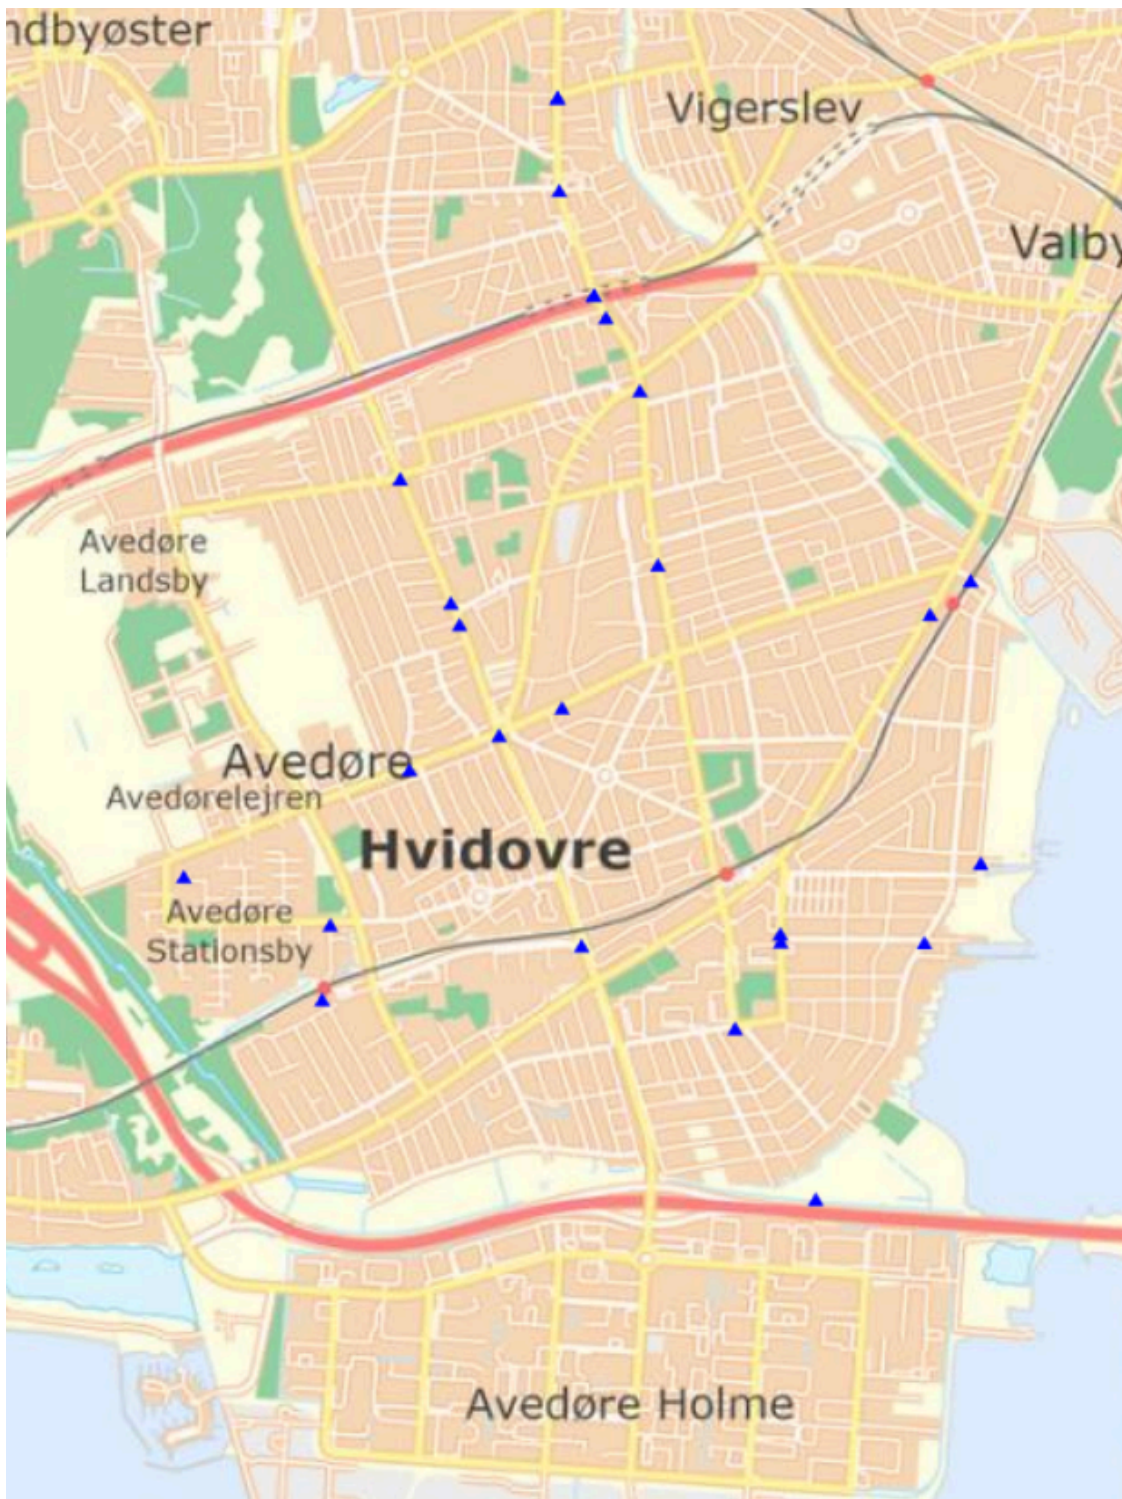 ndbyøster
Vigerslev
Valby
Avedøre
Landsby
Avedøre
Avedørelejren
Hvidovre
Avedøre
Stationsby
Avedøre Holme